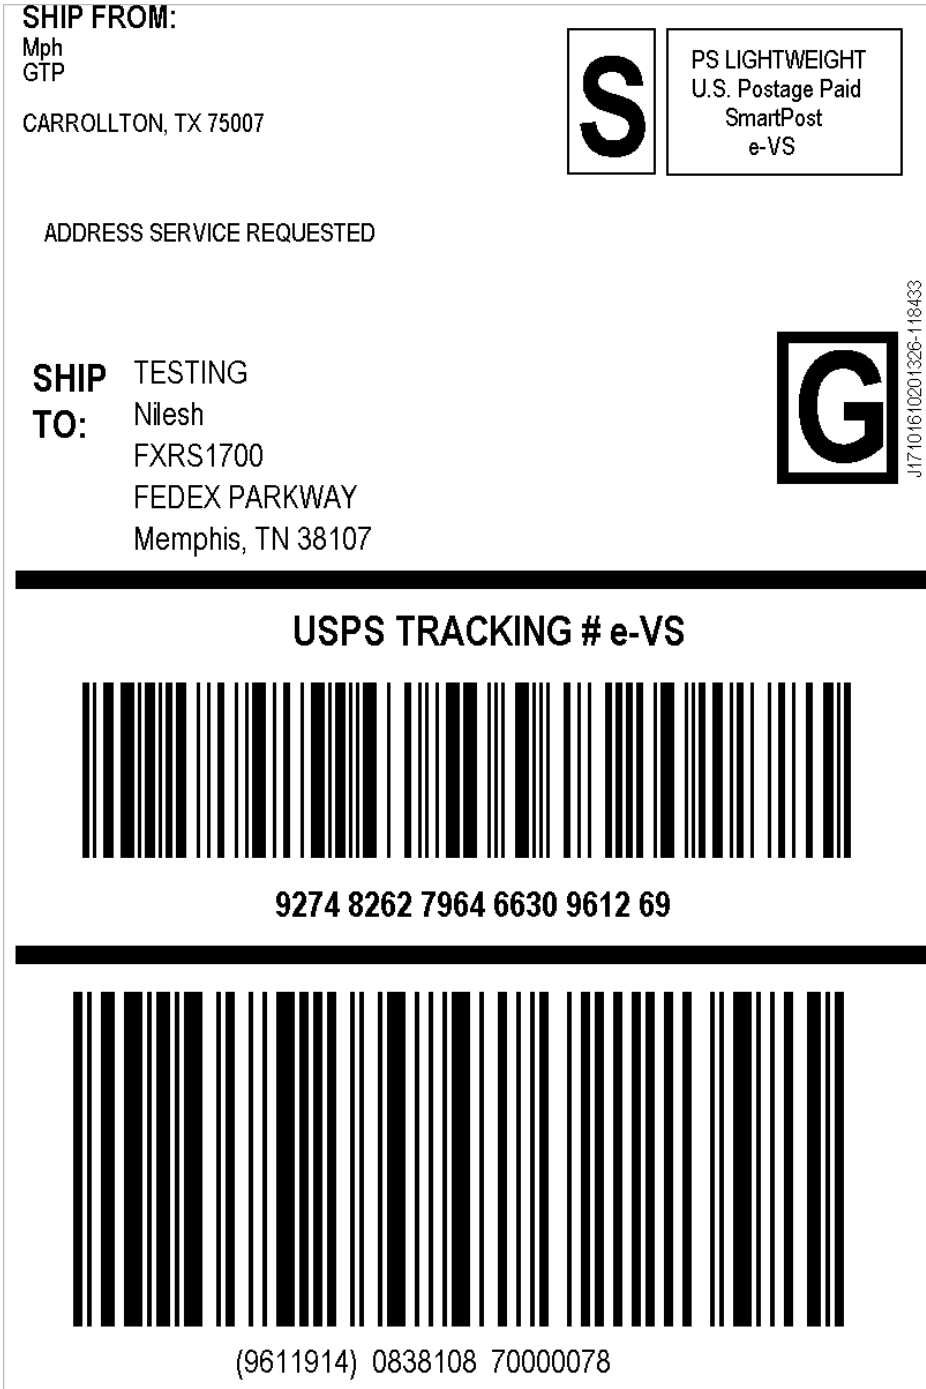 SHIP FROM:
Mph
GTP
CARROLLTON, TX 75007
S
PS LIGHTWEIGHT
U.S. Postage Paid
SmartPost
e-VS
ADDRESS SERVICE REQUESTED
SHIP TO:
TESTING
Nilesh
FXRS1700
FEDEX PARKWAY
Memphis, TN 38107
G
J17101610201326-118433
USPS TRACKING # e-VS
9274 8262 7964 6630 9612 69
(9611914) 0838108 70000078